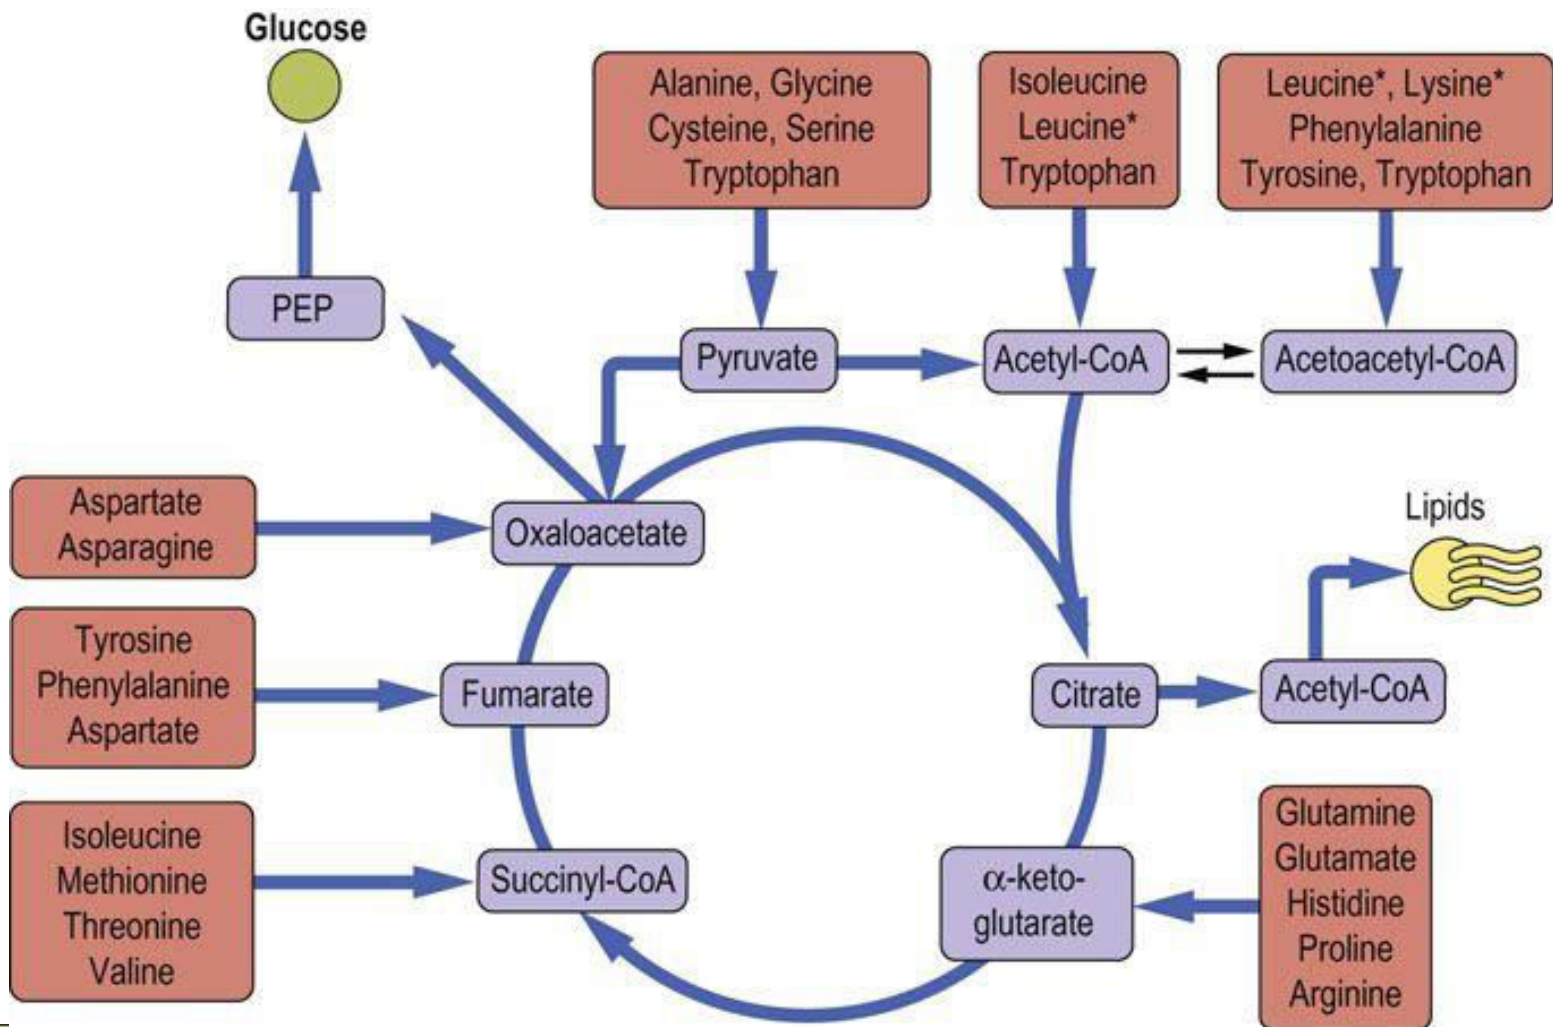 Glucose
Alanine, Glycine
Cysteine, Serine
Tryptophan
Isoleucine
Leucine*
Tryptophan
Leucine*, Lysine*
Phenylalanine
Tyrosine, Tryptophan
PEP
Pyruvate
Acetyl-CoA
Acetoacetyl-CoA
Aspartate
Asparagine
Oxaloacetate
Lipids
Tyrosine
Phenylalanine
Aspartate
Fumarate
Citrate
Acetyl-CoA
Isoleucine
Methionine
Threonine
Valine
Succinyl-CoA
α-keto-
glutarate
Glutamine
Glutamate
Histidine
Proline
Arginine